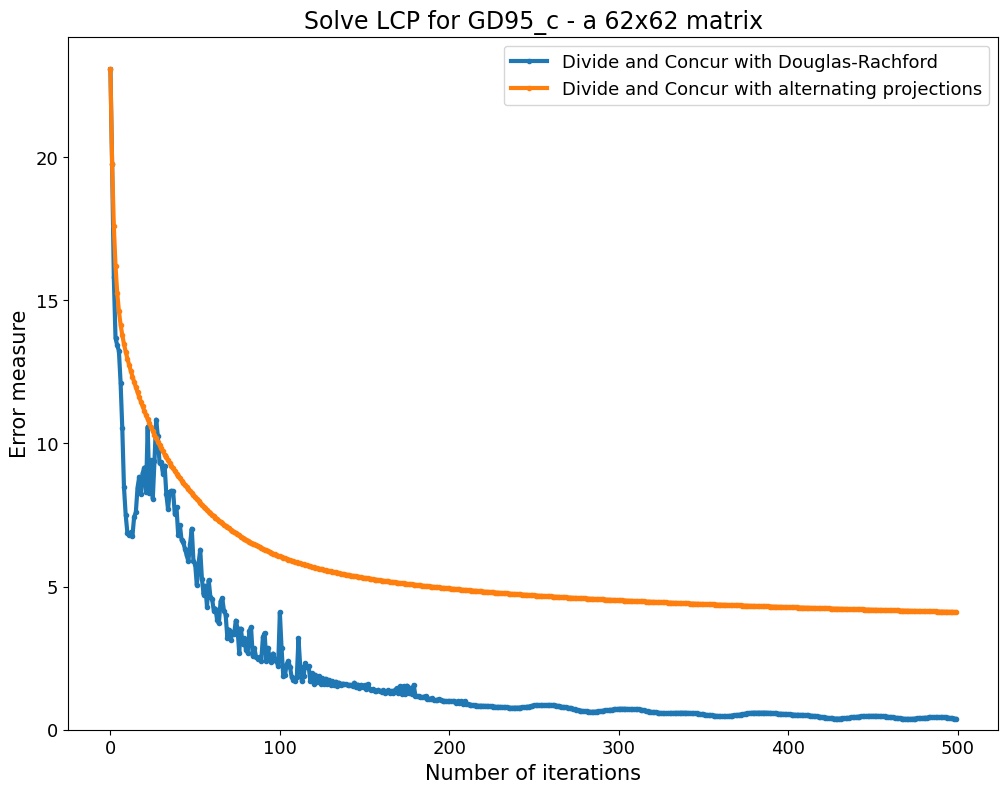 Solve LCP for GD95_c - a 62x62 matrix
Divide and Concur with Douglas-Rachford
Divide and Concur with alternating projections
Error measure
20
15
10
5
0
0 100 200 300 400 500
Number of iterations